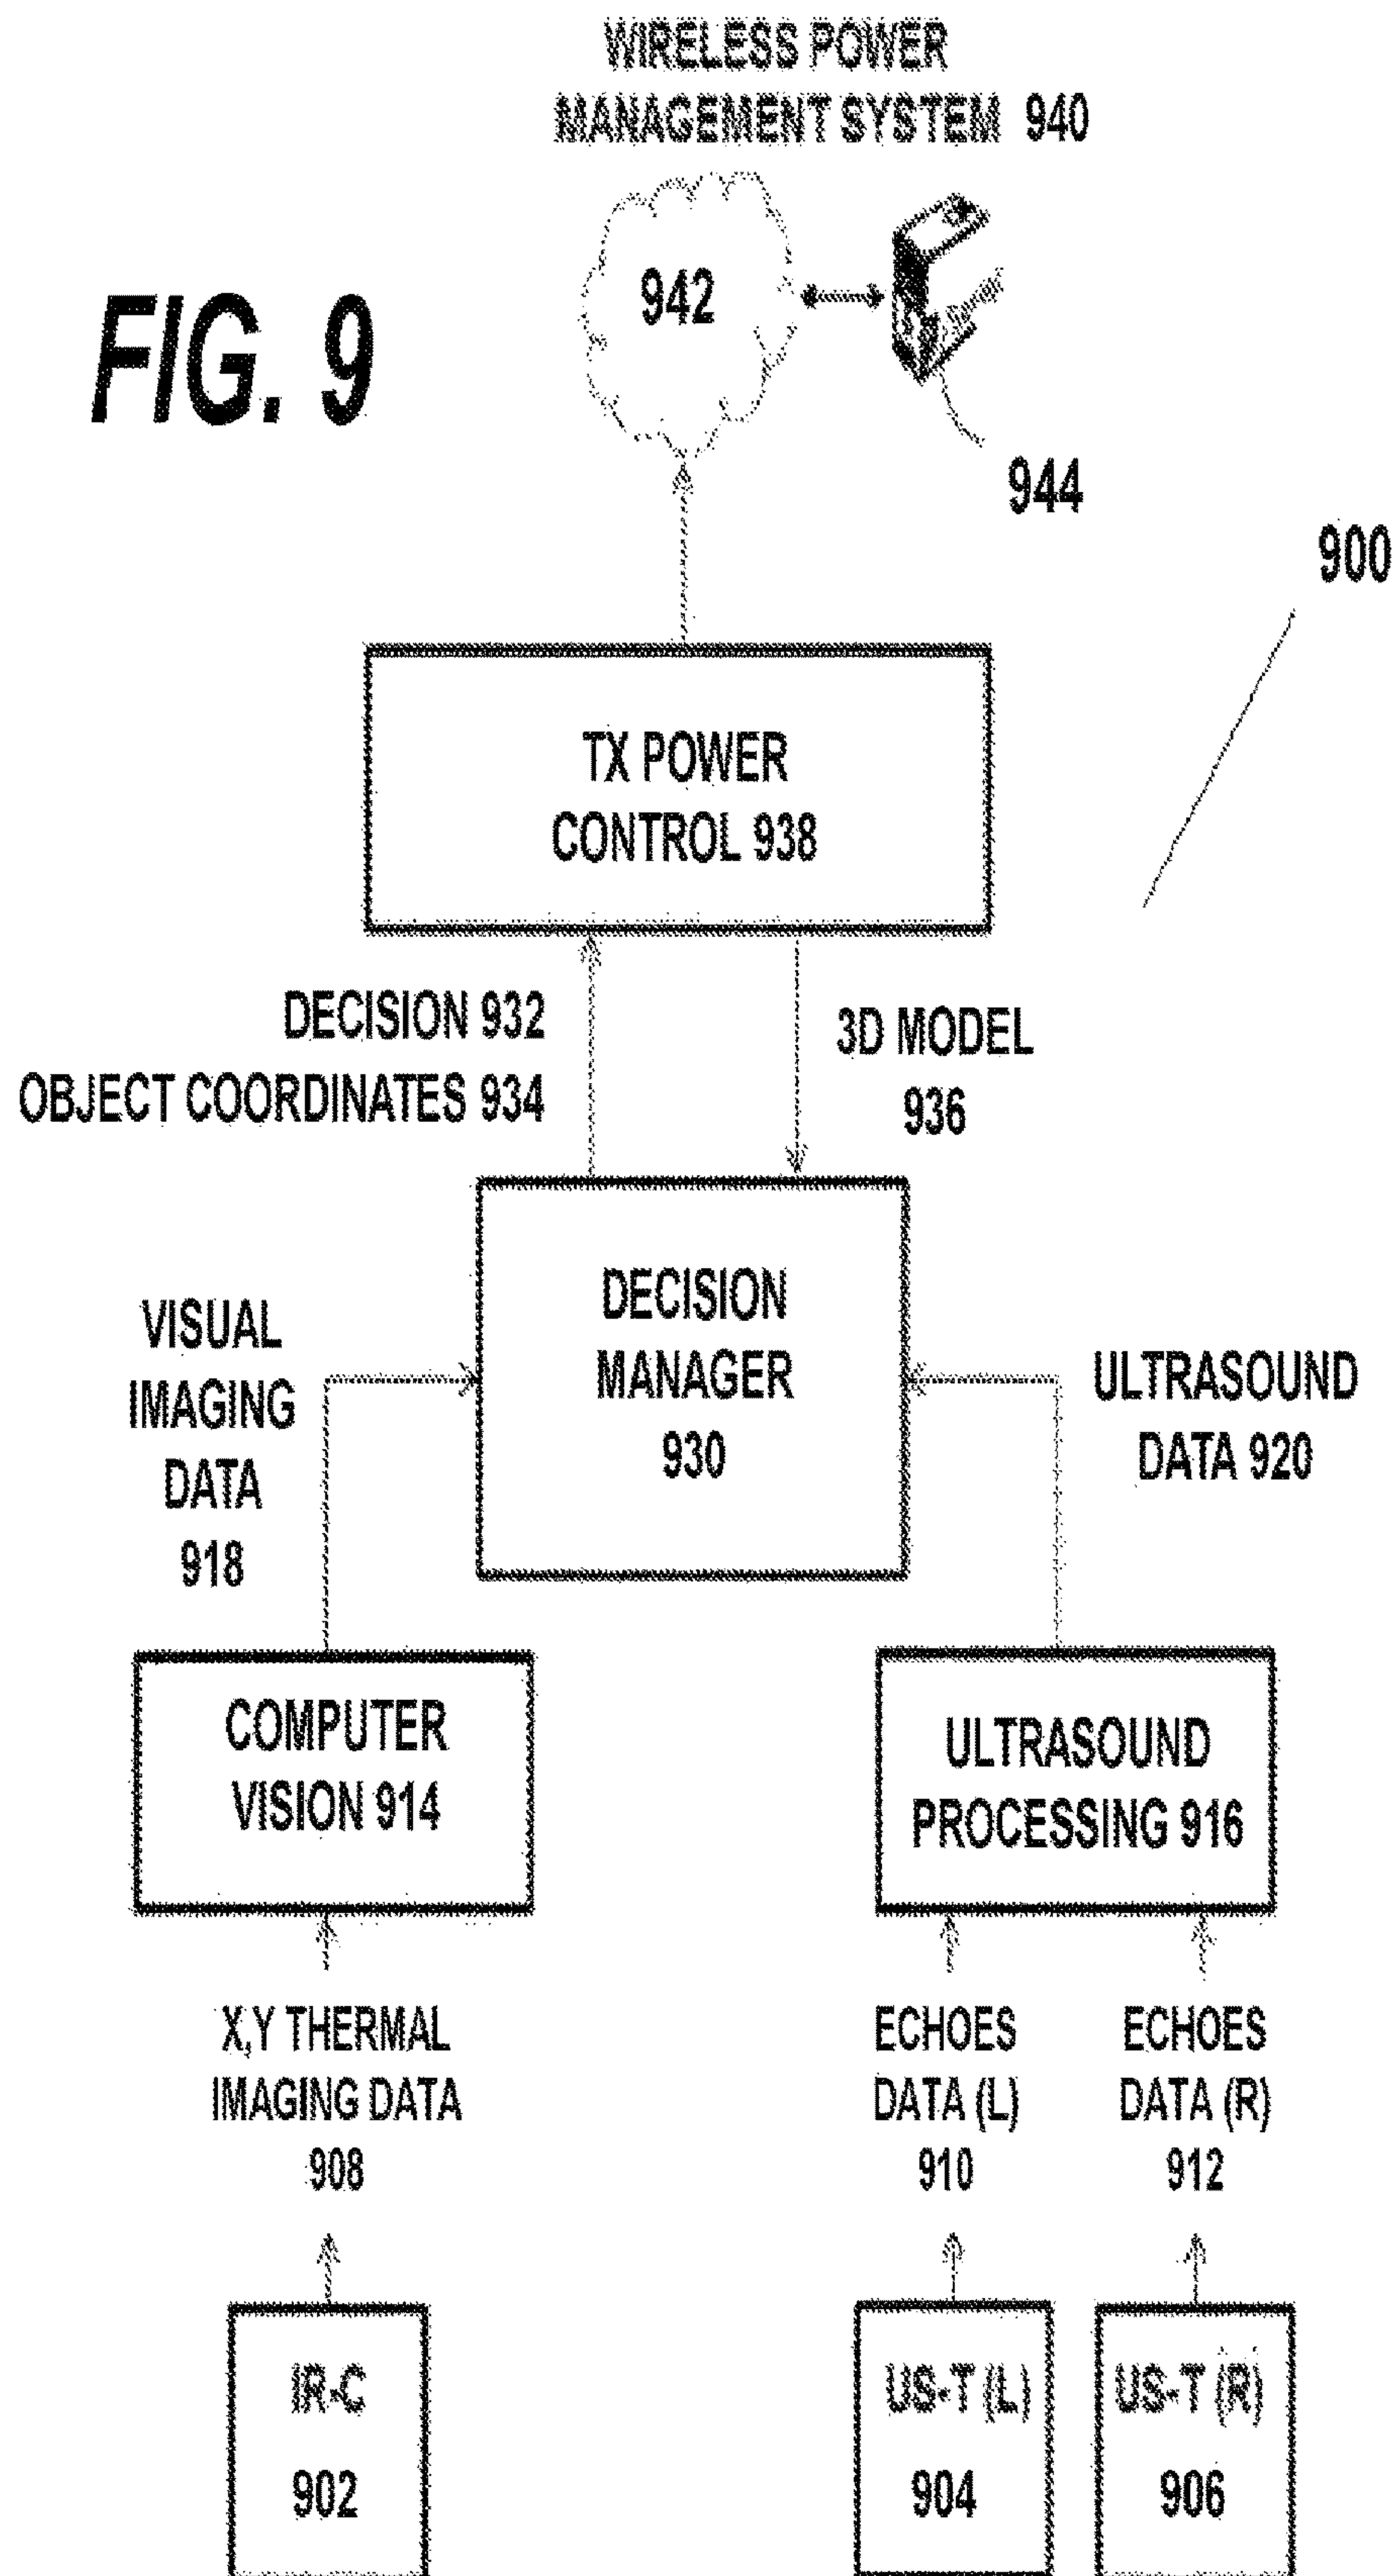 WIRELESS POWER
MANAGEMENT SYSTEM 940
942
FIG. 9
944
900
TX POWER
CONTROL 938
DECISION 932
OBJECT COORDINATES 934
3D MODEL
936
DECISION
MANAGER
930
VISUAL
IMAGING
DATA
918
ULTRASOUND
DATA 920
COMPUTER
VISION 914
ULTRASOUND
PROCESSING 916
X,Y THERMAL
IMAGING DATA
908
ECHOES
DATA (L)
910
ECHOES
DATA (R)
912
IR-C
902
US-T (L)
904
US-T (R)
906